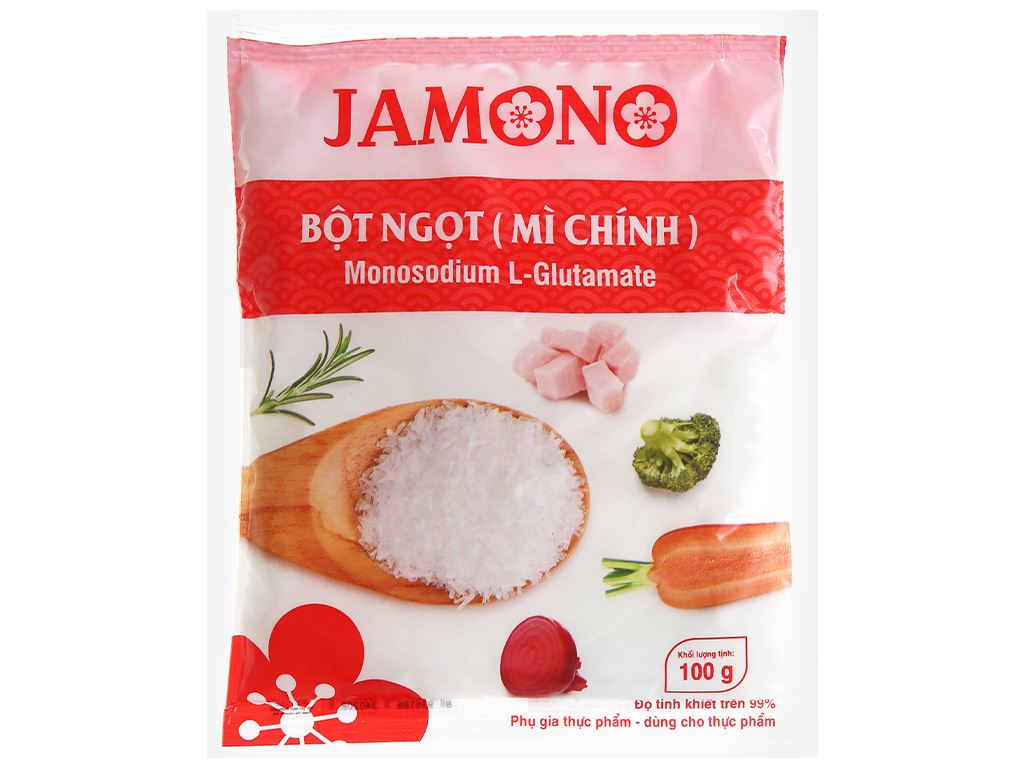 JAMONO
BỘT NGỌT ( MÌ CHÍNH )
Monosodium L-Glutamate
Khối lượng tịnh:
100 g
Độ tinh khiết trên 99%
Phụ gia thực phẩm - dùng cho thực phẩm